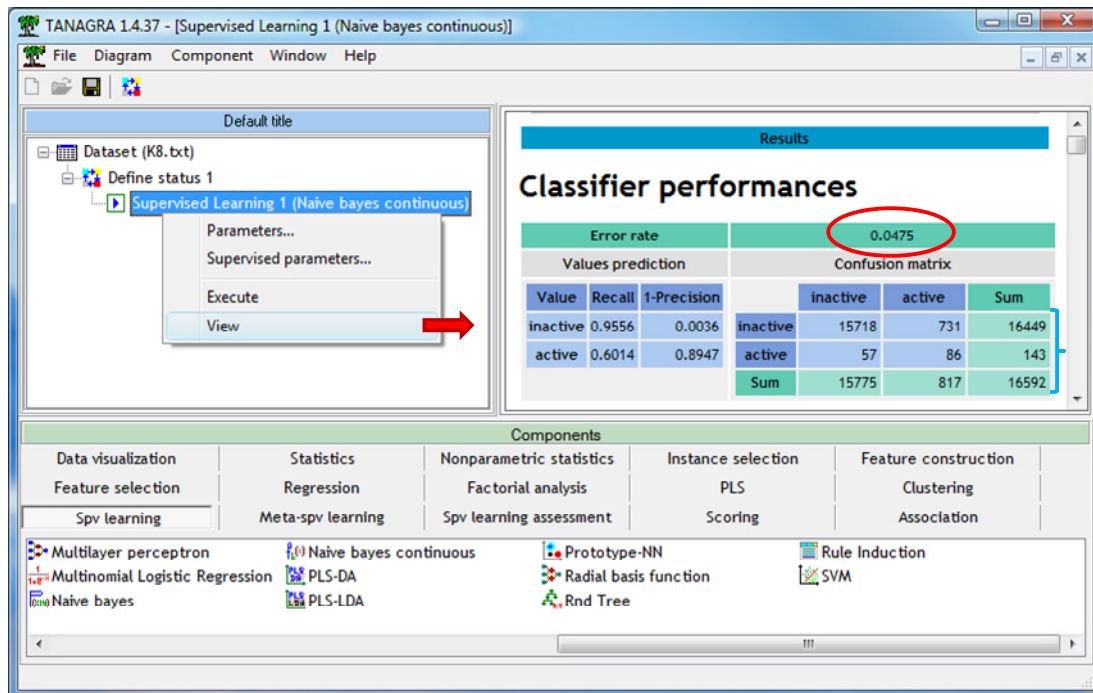 TANAGRA 1.4.37 - [Supervised Learning 1 (Naive bayes continuous)]
File Diagram Component Window Help
Default title
Dataset (K8.txt)
Define status 1
Supervised Learning 1 (Naive bayes continuous)
Parameters...
Supervised parameters...
Execute
View
Results
Classifier performances
Error rate 0.0475
Values prediction Confusion matrix
Value Recall 1-Precision inactive active Sum
inactive 0.9556 0.0036 inactive 15718 731 16449
active 0.6014 0.8947 active 57 86 143
Sum 15775 817 16592
Components
Data visualization Statistics Nonparametric statistics Instance selection Feature construction
Feature selection Regression Factorial analysis PLS Clustering
Spv learning Meta-spv learning Spv learning assessment Scoring Association
Multilayer perceptron Naive bayes continuous Prototype-NN Rule Induction
Multinomial Logistic Regression PLS-DA Radial basis function SVM
Naive bayes PLS-LDA Rnd Tree